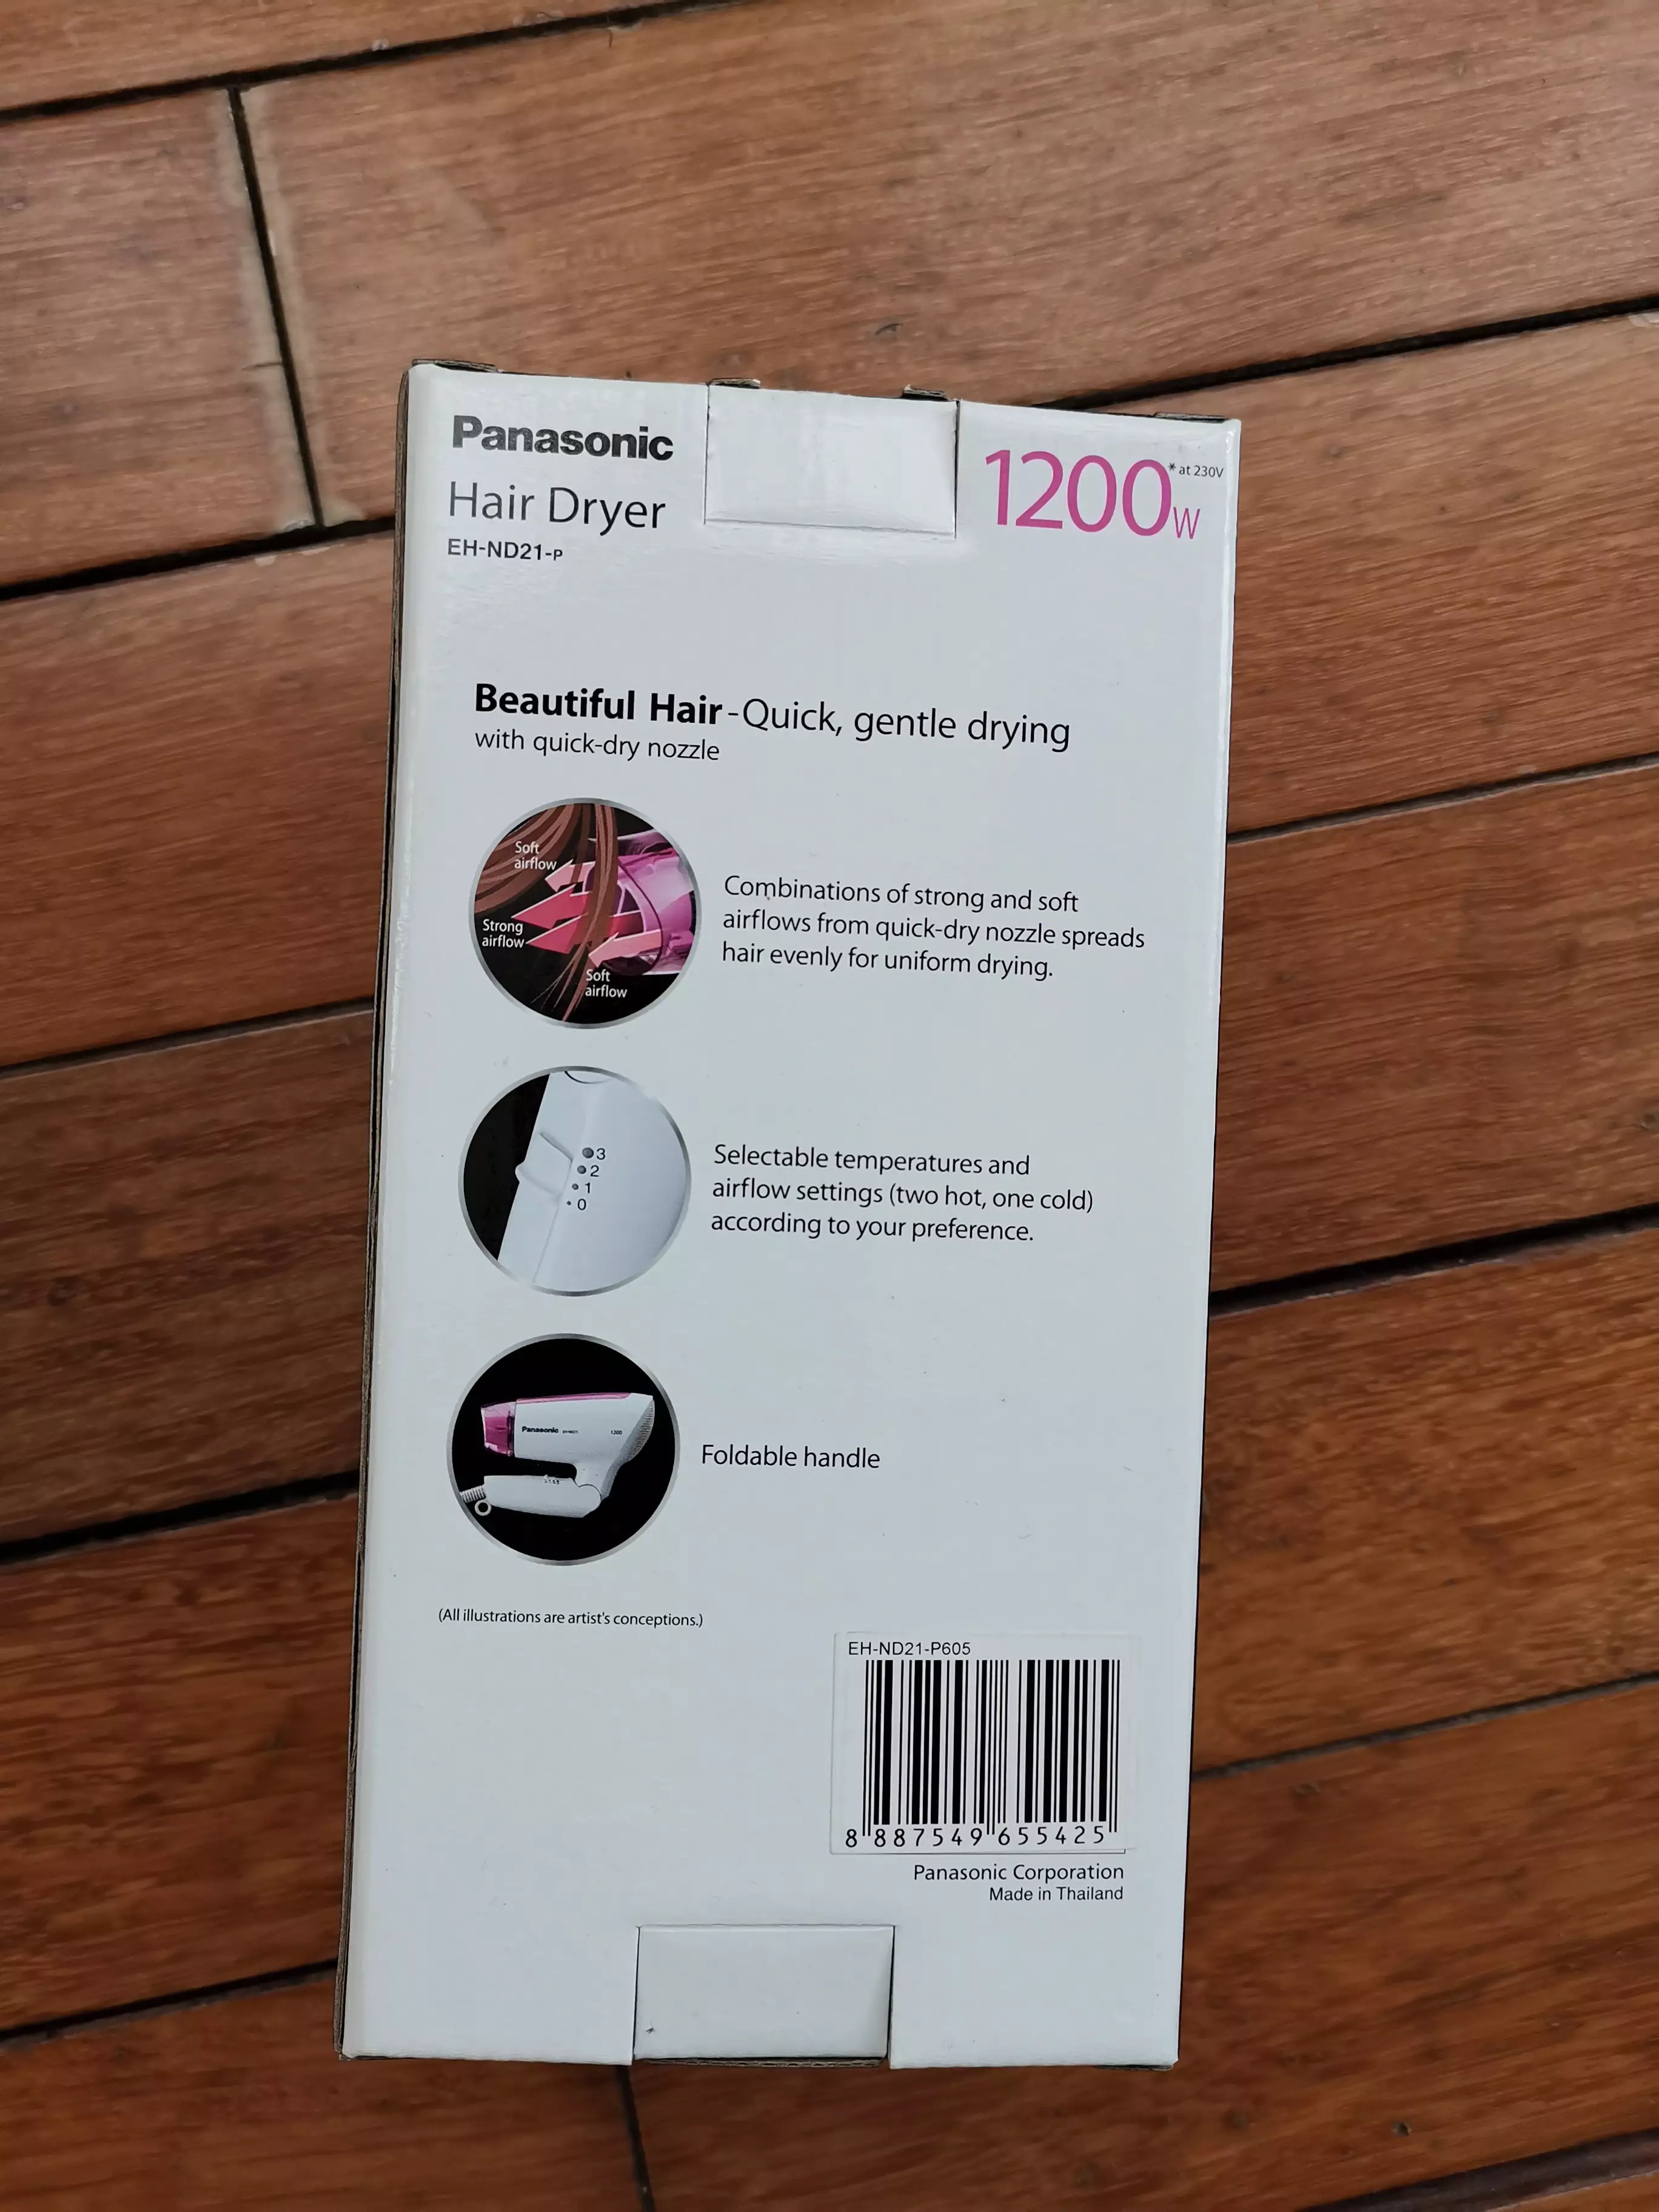 Panasonic
Hair Dryer
EH-ND21-P
1200W *at 230V
Beautiful Hair-Quick, gentle drying
with quick-dry nozzle
Soft
airflow
Strong
airflow
Soft
airflow
Combinations of strong and soft
airflows from quick-dry nozzle spreads
hair evenly for uniform drying.
3
2
1
0
Selectable temperatures and
airflow settings (two hot, one cold)
according to your preference.
Panasonic EH-ND21 1200
Foldable handle
(All illustrations are artist's conceptions.)
EH-ND21-P605
8 887549 655425
Panasonic Corporation
Made in Thailand